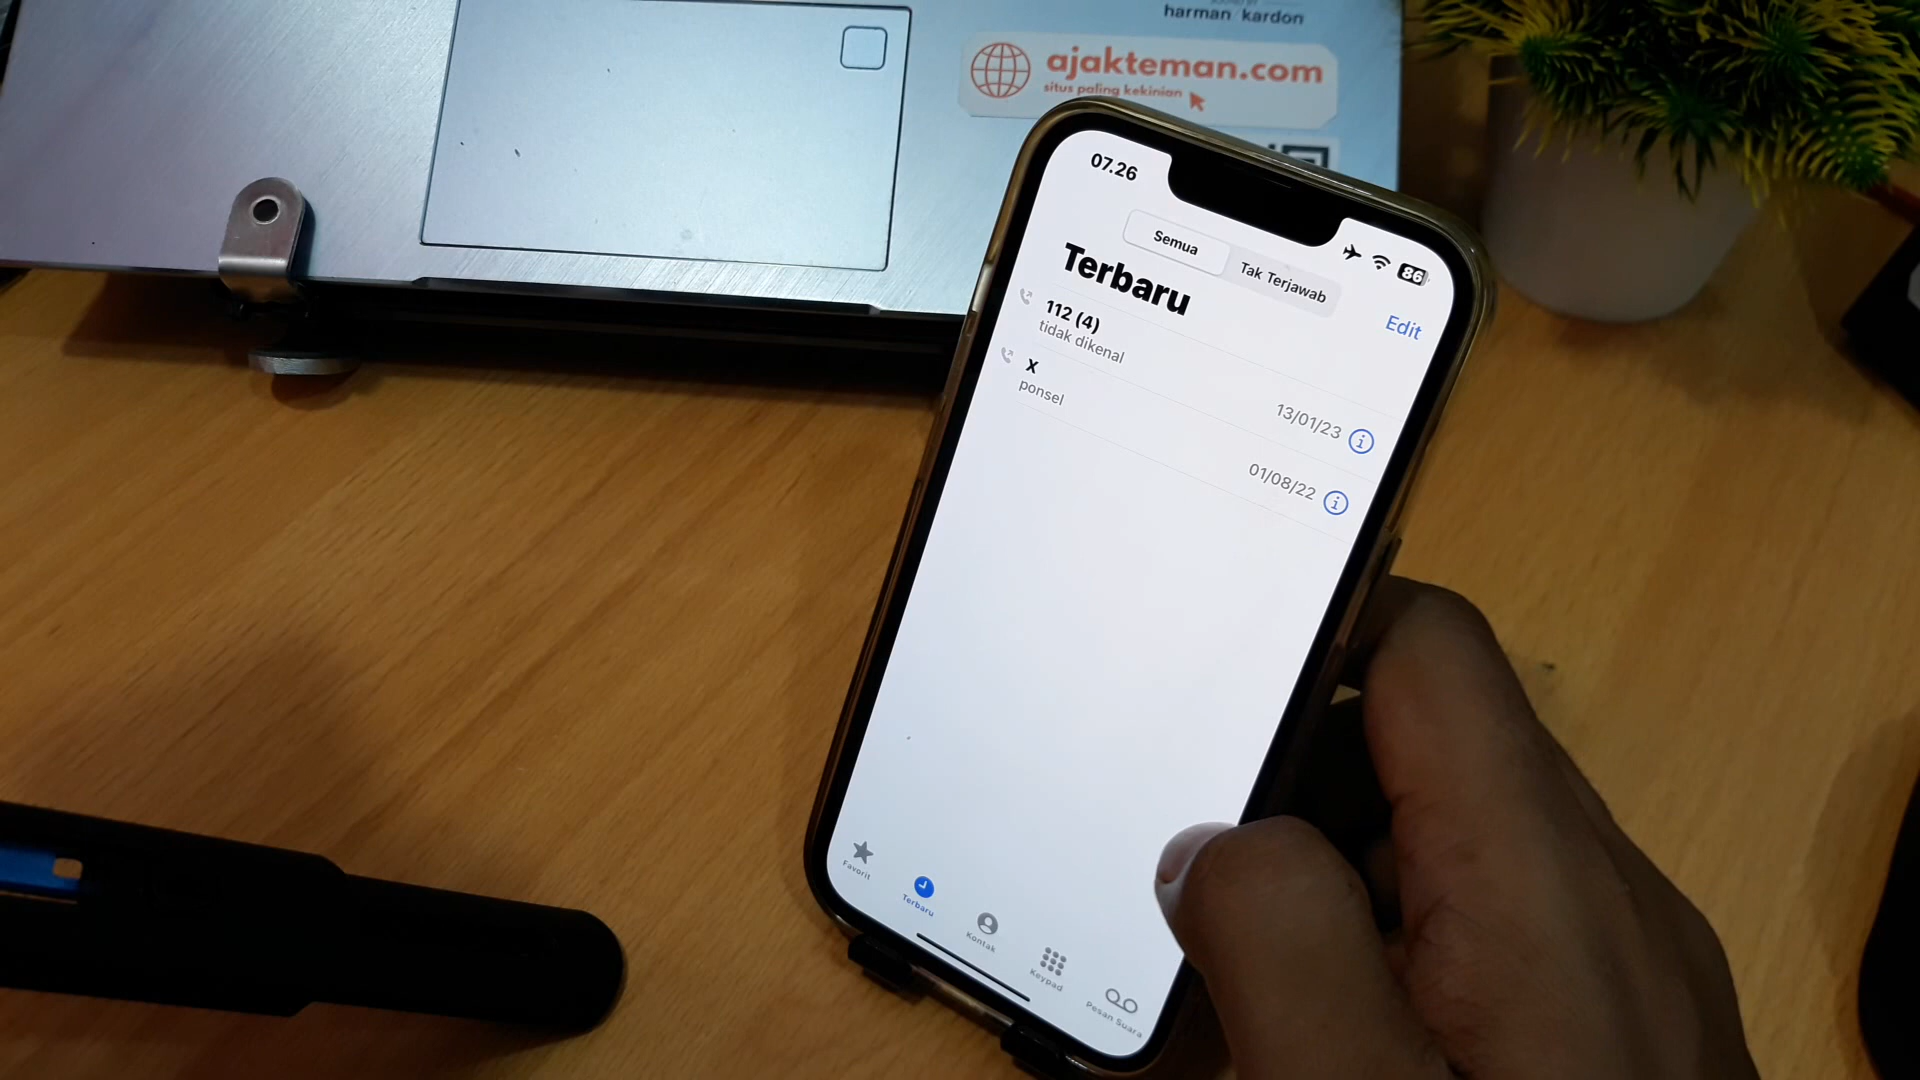 harman/kardon
ajakteman.com
situs paling kekinian
07.26
86
Semua
Tak Terjawab
Terbaru
Edit
112 (4)
tidak dikenal
13/01/23
X
ponsel
01/08/22
Favorit
Terbaru
Kontak
Keypad
Pesan Suara